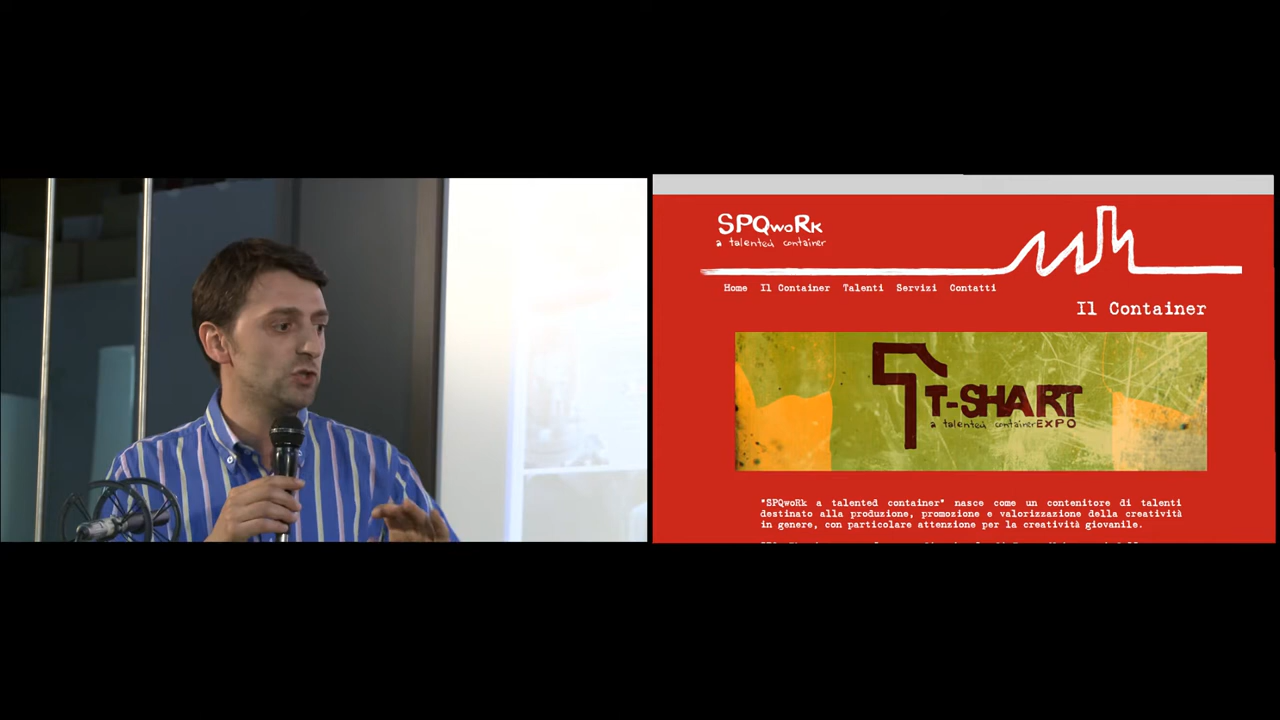 SPQwoRk
a talented container
Home Il Container Talenti Servizi Contatti
Il Container
T-SHART
a talented container EXPO
"SPQwoRk a talented container" nasce come un contenitore di talenti
destinato alla produzione, promozione e valorizzazione della creatività
in genere, con particolare attenzione per la creatività giovanile.